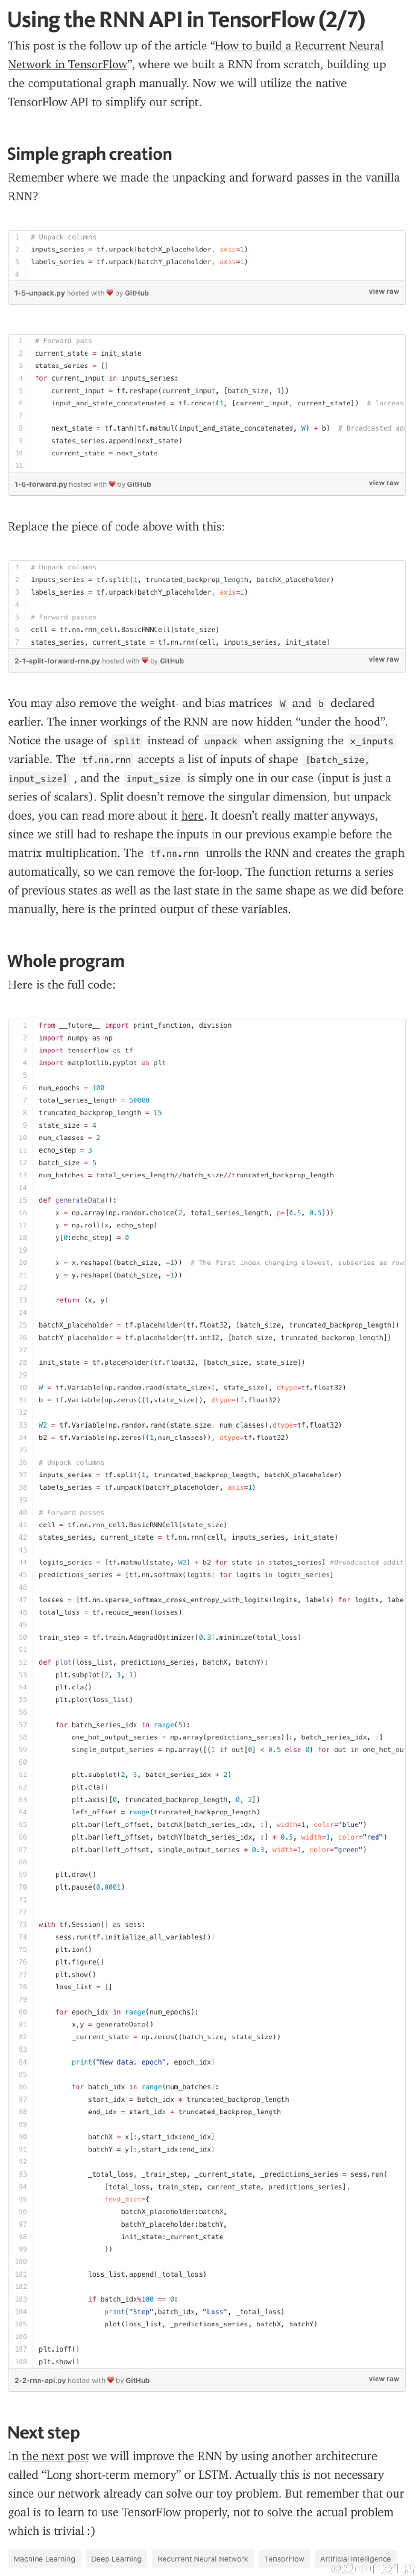 Using the RNN API in TensorFlow (2/7)
This post is the follow up of the article “How to build a Recurrent Neural
Network in TensorFlow”, where we built a RNN from scratch, building up
the computational graph manually. Now we will utilize the native
TensorFlow API to simplify our script.
Simple graph creation
Remember where we made the unpacking and forward passes in the vanilla
RNN?
1 # Unpack columns
2 inputs_series = tf.unpack(batchX_placeholder, axis=1)
3 labels_series = tf.unpack(batchY_placeholder, axis=1)
4
1-5-unpack.py hosted with ❤ by GitHub view raw
1 # Forward pass
2 current_state = init_state
3 states_series = []
4 for current_input in inputs_series:
5     current_input = tf.reshape(current_input, [batch_size, 1])
6     input_and_state_concatenated = tf.concat(1, [current_input, current_state])  # Increas
7
8     next_state = tf.tanh(tf.matmul(input_and_state_concatenated, W) + b)  # Broadcasted add
9     states_series.append(next_state)
10     current_state = next_state
11
1-6-forward.py hosted with ❤ by GitHub view raw
Replace the piece of code above with this:
1 # Unpack columns
2 inputs_series = tf.split(1, truncated_backprop_length, batchX_placeholder)
3 labels_series = tf.unpack(batchY_placeholder, axis=1)
4
5 # Forward passes
6 cell = tf.nn.rnn_cell.BasicRNNCell(state_size)
7 states_series, current_state = tf.nn.rnn(cell, inputs_series, init_state)
2-1-split-forward-rnn.py hosted with ❤ by GitHub view raw
You may also remove the weight- and bias matrices W and b declared
earlier. The inner workings of the RNN are now hidden “under the hood”.
Notice the usage of split instead of unpack when assigning the x_inputs
variable. The tf.nn.rnn accepts a list of inputs of shape [batch_size,
input_size] , and the input_size is simply one in our case (input is just a
series of scalars). Split doesn’t remove the singular dimension, but unpack
does, you can read more about it here. It doesn’t really matter anyways,
since we still had to reshape the inputs in our previous example before the
matrix multiplication. The tf.nn.rnn unrolls the RNN and creates the graph
automatically, so we can remove the for-loop. The function returns a series
of previous states as well as the last state in the same shape as we did before
manually, here is the printed output of these variables.
Whole program
Here is the full code:
1 from __future__ import print_function, division
2 import numpy as np
3 import tensorflow as tf
4 import matplotlib.pyplot as plt
5
6 num_epochs = 100
7 total_series_length = 50000
8 truncated_backprop_length = 15
9 state_size = 4
10 num_classes = 2
11 echo_step = 3
12 batch_size = 5
13 num_batches = total_series_length//batch_size//truncated_backprop_length
14
15 def generateData():
16     x = np.array(np.random.choice(2, total_series_length, p=[0.5, 0.5]))
17     y = np.roll(x, echo_step)
18     y[0:echo_step] = 0
19
20     x = x.reshape((batch_size, -1))  # The first index changing slowest, subseries as row
21     y = y.reshape((batch_size, -1))
22
23     return (x, y)
24
25 batchX_placeholder = tf.placeholder(tf.float32, [batch_size, truncated_backprop_length])
26 batchY_placeholder = tf.placeholder(tf.int32, [batch_size, truncated_backprop_length])
27
28 init_state = tf.placeholder(tf.float32, [batch_size, state_size])
29
30 W = tf.Variable(np.random.rand(state_size+1, state_size), dtype=tf.float32)
31 b = tf.Variable(np.zeros((1,state_size)), dtype=tf.float32)
32
33 W2 = tf.Variable(np.random.rand(state_size, num_classes),dtype=tf.float32)
34 b2 = tf.Variable(np.zeros((1,num_classes)), dtype=tf.float32)
35
36 # Unpack columns
37 inputs_series = tf.split(1, truncated_backprop_length, batchX_placeholder)
38 labels_series = tf.unpack(batchY_placeholder, axis=1)
39
40 # Forward passes
41 cell = tf.nn.rnn_cell.BasicRNNCell(state_size)
42 states_series, current_state = tf.nn.rnn(cell, inputs_series, init_state)
43
44 logits_series = [tf.matmul(state, W2) + b2 for state in states_series] #Broadcasted addit
45 predictions_series = [tf.nn.softmax(logits) for logits in logits_series]
46
47 losses = [tf.nn.sparse_softmax_cross_entropy_with_logits(logits, labels) for logits, labe
48 total_loss = tf.reduce_mean(losses)
49
50 train_step = tf.train.AdagradOptimizer(0.3).minimize(total_loss)
51
52 def plot(loss_list, predictions_series, batchX, batchY):
53     plt.subplot(2, 3, 1)
54     plt.cla()
55     plt.plot(loss_list)
56
57     for batch_series_idx in range(5):
58         one_hot_output_series = np.array(predictions_series)[:, batch_series_idx, :]
59         single_output_series = np.array([(1 if out[0] < 0.5 else 0) for out in one_hot_ou
60
61         plt.subplot(2, 3, batch_series_idx + 2)
62         plt.cla()
63         plt.axis([0, truncated_backprop_length, 0, 2])
64         left_offset = range(truncated_backprop_length)
65         plt.bar(left_offset, batchX[batch_series_idx, :], width=1, color="blue")
66         plt.bar(left_offset, batchY[batch_series_idx, :] * 0.5, width=1, color="red")
67         plt.bar(left_offset, single_output_series * 0.3, width=1, color="green")
68
69     plt.draw()
70     plt.pause(0.0001)
71
72
73 with tf.Session() as sess:
74     sess.run(tf.initialize_all_variables())
75     plt.ion()
76     plt.figure()
77     plt.show()
78     loss_list = []
79
80     for epoch_idx in range(num_epochs):
81         x,y = generateData()
82         _current_state = np.zeros((batch_size, state_size))
83
84         print("New data, epoch", epoch_idx)
85
86         for batch_idx in range(num_batches):
87             start_idx = batch_idx * truncated_backprop_length
88             end_idx = start_idx + truncated_backprop_length
89
90             batchX = x[:,start_idx:end_idx]
91             batchY = y[:,start_idx:end_idx]
92
93             _total_loss, _train_step, _current_state, _predictions_series = sess.run(
94                 [total_loss, train_step, current_state, predictions_series],
95                 feed_dict={
96                     batchX_placeholder:batchX,
97                     batchY_placeholder:batchY,
98                     init_state:_current_state
99                 })
100
101             loss_list.append(_total_loss)
102
103             if batch_idx%100 == 0:
104                 print("Step",batch_idx, "Loss", _total_loss)
105                 plot(loss_list, _predictions_series, batchX, batchY)
106
107 plt.ioff()
108 plt.show()
2-2-rnn-api.py hosted with ❤ by GitHub view raw
Next step
In the next post we will improve the RNN by using another architecture
called “Long short-term memory” or LSTM. Actually this is not necessary
since our network already can solve our toy problem. But remember that our
goal is to learn to use TensorFlow properly, not to solve the actual problem
which is trivial :)
Machine Learning Deep Learning Recurrent Neural Network TensorFlow Artificial Intelligence